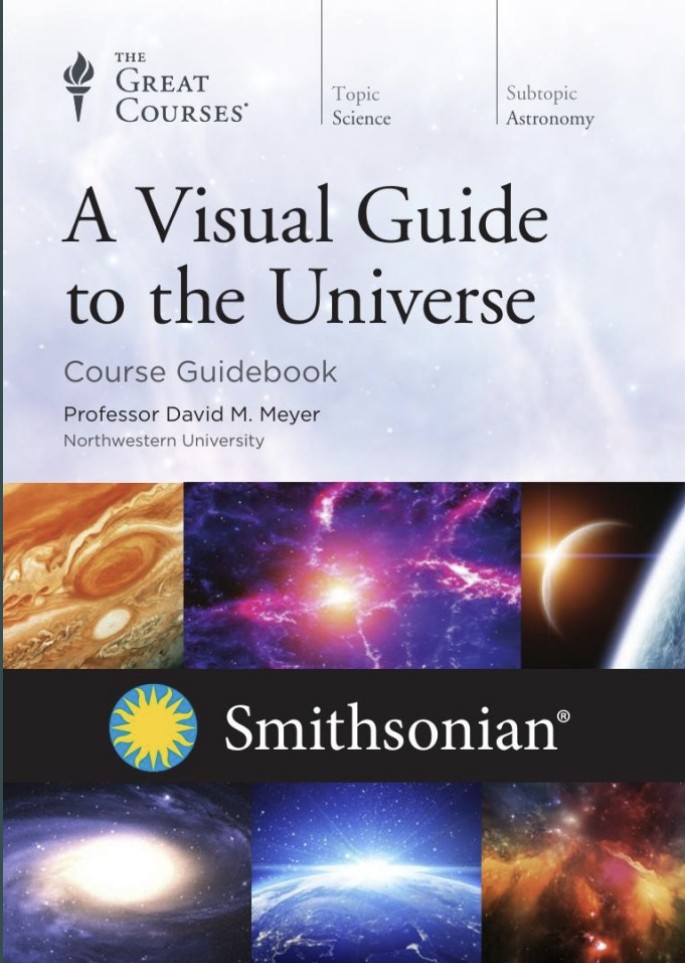 THE
GREAT
COURSES®
Topic
Science
Subtopic
Astronomy
A Visual Guide
to the Universe
Course Guidebook
Professor David M. Meyer
Northwestern University
Smithsonian®